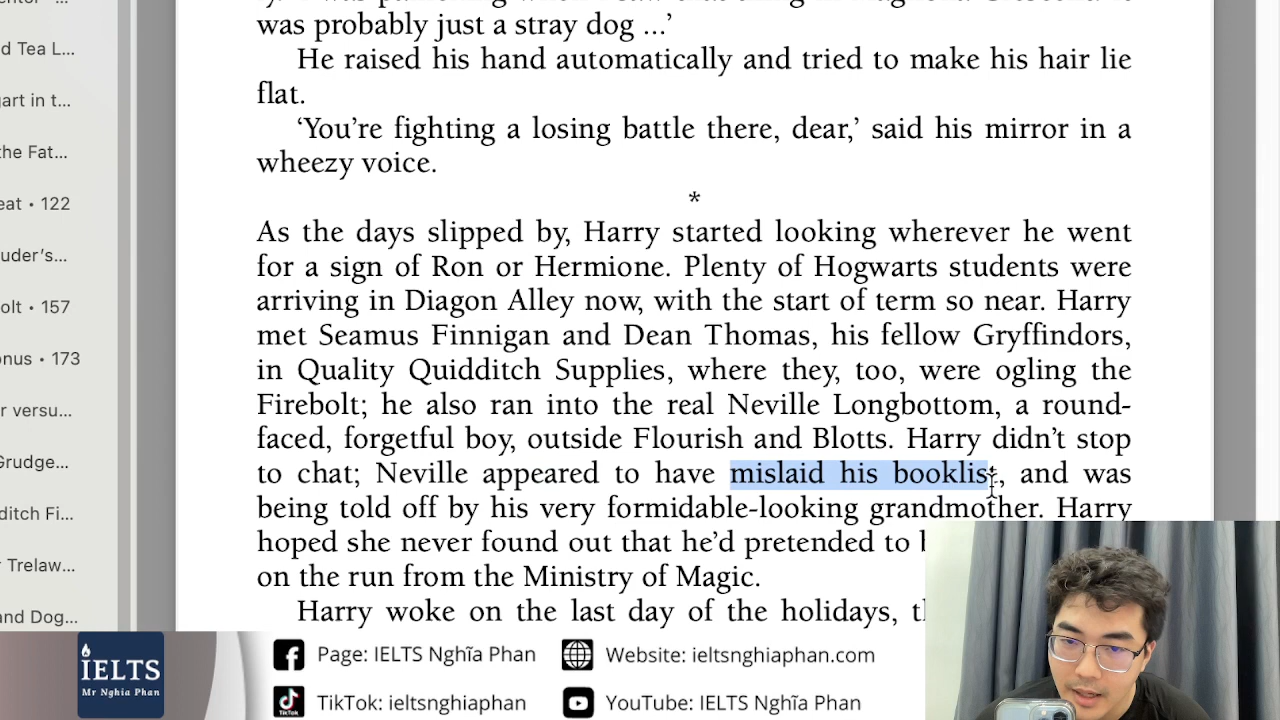 was probably just a stray dog ...’
He raised his hand automatically and tried to make his hair lie
flat.
‘You’re fighting a losing battle there, dear,’ said his mirror in a
wheezy voice.
*
As the days slipped by, Harry started looking wherever he went
for a sign of Ron or Hermione. Plenty of Hogwarts students were
arriving in Diagon Alley now, with the start of term so near. Harry
met Seamus Finnigan and Dean Thomas, his fellow Gryffindors,
in Quality Quidditch Supplies, where they, too, were ogling the
Firebolt; he also ran into the real Neville Longbottom, a round-
faced, forgetful boy, outside Flourish and Blotts. Harry didn’t stop
to chat; Neville appeared to have mislaid his booklist, and was
being told off by his very formidable-looking grandmother. Harry
hoped she never found out that he’d pretended to
on the run from the Ministry of Magic.
Harry woke on the last day of the holidays,
d Tea L...
art in t...
the Fat...
eat • 122
uder’s...
olt • 157
onus • 173
r versu...
Grudge...
ditch Fi...
r Trelaw...
and Dog...
IELTS
Mr Nghia Phan
Page: IELTS Nghĩa Phan
Website: ieltsnghiaphan.com
TikTok
TikTok: ieltsnghiaphan
YouTube: IELTS Nghĩa Phan